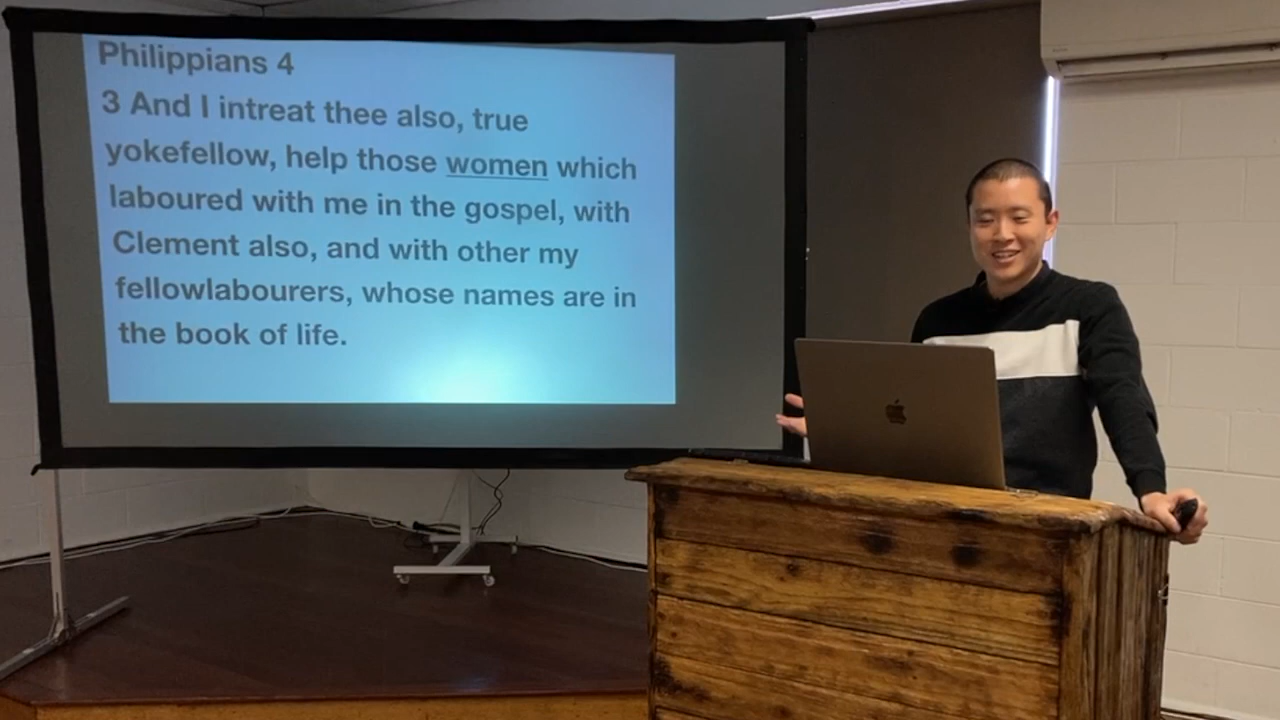 Philippians 4
3 And I intreat thee also, true
yokefellow, help those women which
laboured with me in the gospel, with
Clement also, and with other my
fellowlabourers, whose names are in
the book of life.